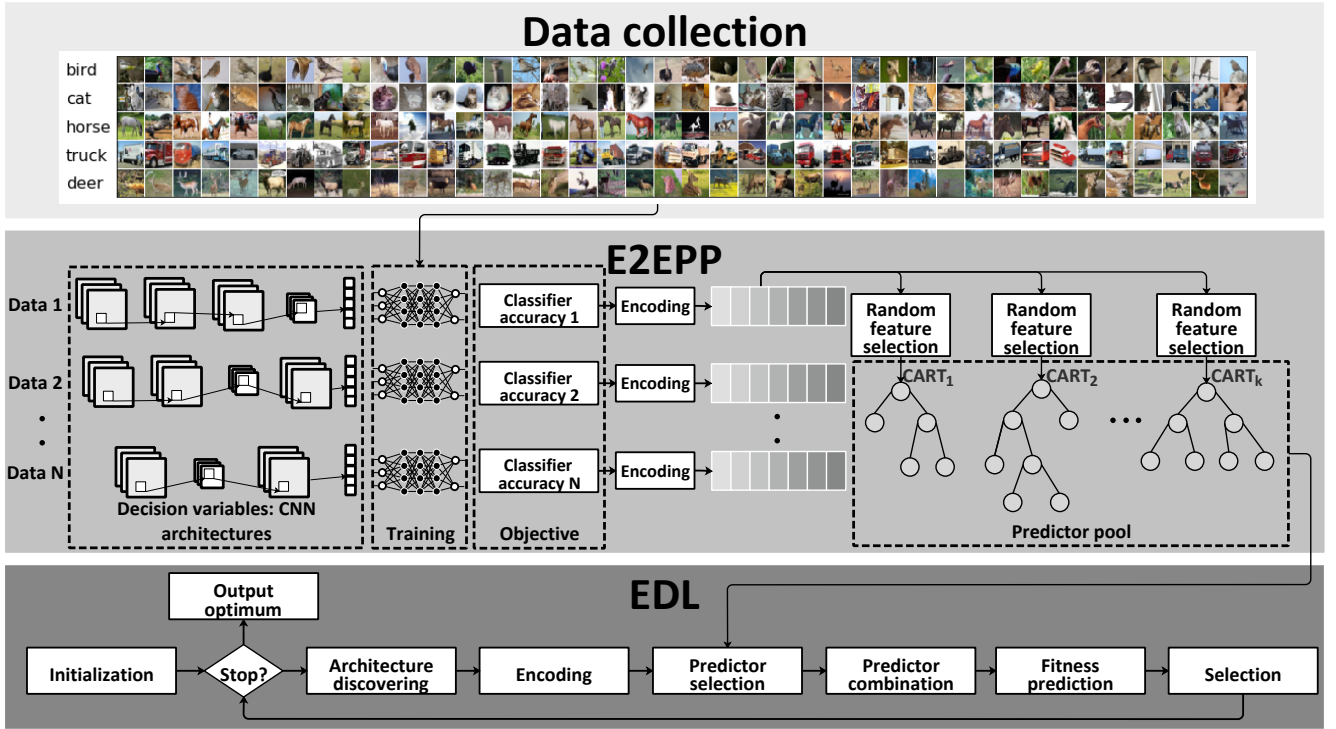 Data collection
bird
cat
horse
truck
deer
E2EPP
Data 1
Data 2
Data N
Decision variables: CNN
architectures
Training
Classifier
accuracy 1
Classifier
accuracy 2
Classifier
accuracy N
Objective
Encoding
Encoding
Encoding
Random
feature
selection
Random
feature
selection
Random
feature
selection
CART1
CART2
CARTk
Predictor pool
EDL
Output
optimum
Initialization
Stop?
Architecture
discovering
Encoding
Predictor
selection
Predictor
combination
Fitness
prediction
Selection